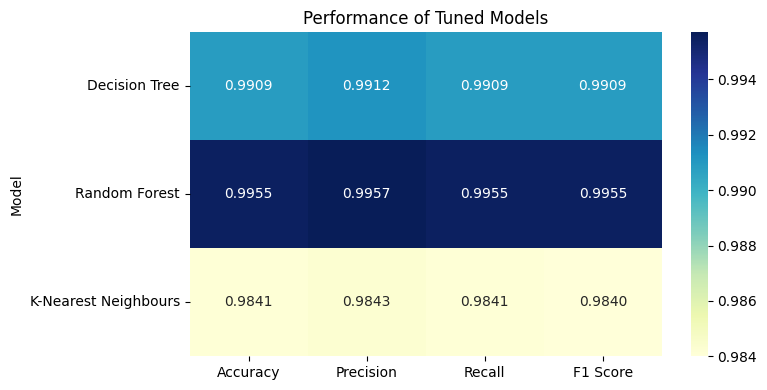 Performance of Tuned Models
Model
Decision Tree 0.9909 0.9912 0.9909 0.9909
Random Forest 0.9955 0.9957 0.9955 0.9955
K-Nearest Neighbours 0.9841 0.9843 0.9841 0.9840
Accuracy Precision Recall F1 Score
0.994
0.992
0.990
0.988
0.986
0.984